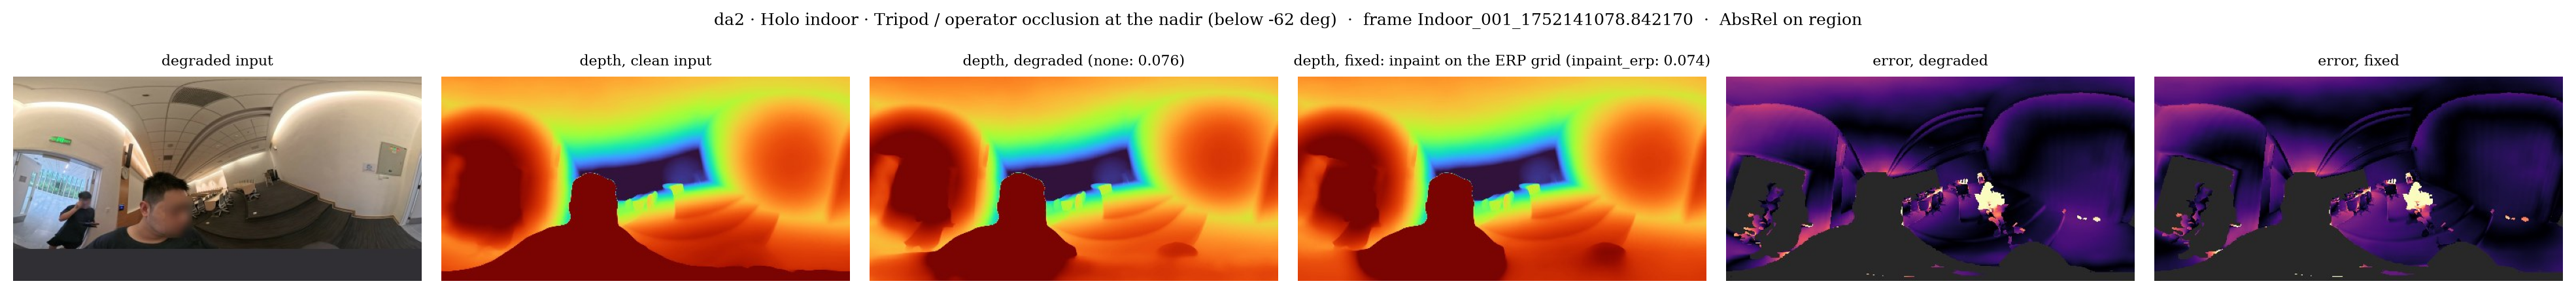 da2 · Holo indoor · Tripod / operator occlusion at the nadir (below -62 deg) · frame Indoor_001_1752141078.842170 · AbsRel on region
degraded input
depth, clean input
depth, degraded (none: 0.076)
depth, fixed: inpaint on the ERP grid (inpaint_erp: 0.074)
error, degraded
error, fixed